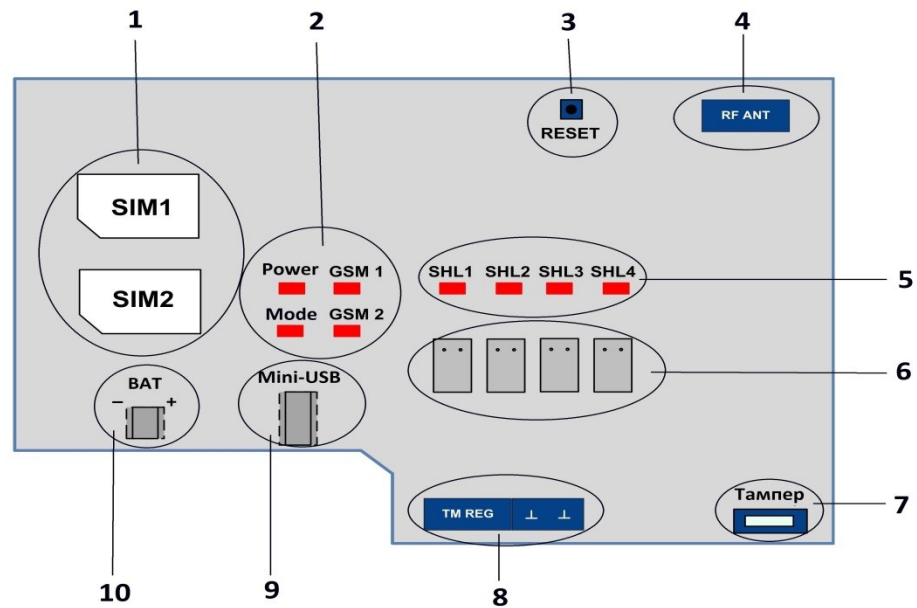 1 2 3 4
RF ANT
RESET
SIM1
SIM2
Power GSM 1
Mode GSM 2
SHL1 SHL2 SHL3 SHL4
5
6
BAT
− +
Mini-USB
TM REG ⊥ ⊥
Тампер
7
10 9 8